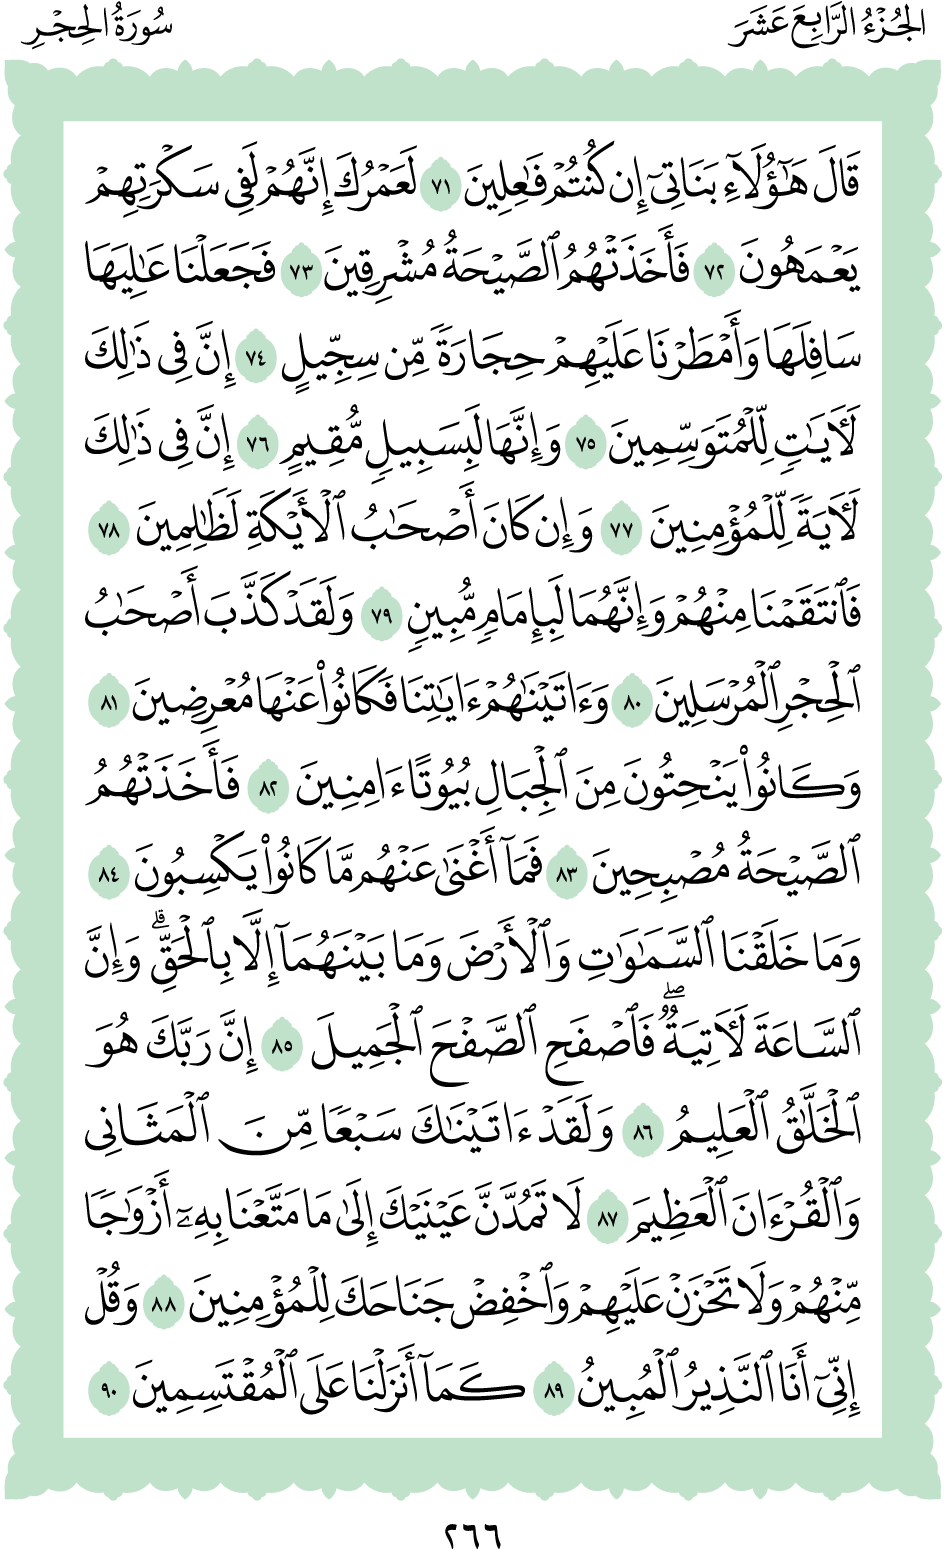 الجُزْءُ الرَّابِعَ عَشَرَ
سُورَةُ الحِجْرِ
قَالَ هَٰٓؤُلَآءِ بَنَاتِىٓ إِن كُنتُمْ فَٰعِلِينَ ٧١ لَعَمْرُكَ إِنَّهُمْ لَفِى سَكْرَتِهِمْ
يَعْمَهُونَ ٧٢ فَأَخَذَتْهُمُ ٱلصَّيْحَةُ مُشْرِقِينَ ٧٣ فَجَعَلْنَا عَٰلِيَهَا
سَافِلَهَا وَأَمْطَرْنَا عَلَيْهِمْ حِجَارَةً مِّن سِجِّيلٍ ٧٤ إِنَّ فِى ذَٰلِكَ
لَءَايَٰتٍ لِّلْمُتَوَسِّمِينَ ٧٥ وَإِنَّهَا لَبِسَبِيلٍ مُّقِيمٍ ٧٦ إِنَّ فِى ذَٰلِكَ
لَءَايَةً لِّلْمُؤْمِنِينَ ٧٧ وَإِن كَانَ أَصْحَٰبُ ٱلْأَيْكَةِ لَظَٰلِمِينَ ٧٨
فَٱنتَقَمْنَا مِنْهُمْ وَإِنَّهُمَا لَبِإِمَامٍ مُّبِينٍ ٧٩ وَلَقَدْ كَذَّبَ أَصْحَٰبُ
ٱلْحِجْرِ ٱلْمُرْسَلِينَ ٨٠ وَءَاتَيْنَٰهُمْ ءَايَٰتِنَا فَكَانُوا۟ عَنْهَا مُعْرِضِينَ ٨١
وَكَانُوا۟ يَنْحِتُونَ مِنَ ٱلْجِبَالِ بُيُوتًا ءَامِنِينَ ٨٢ فَأَخَذَتْهُمُ
ٱلصَّيْحَةُ مُصْبِحِينَ ٨٣ فَمَآ أَغْنَىٰ عَنْهُم مَّا كَانُوا۟ يَكْسِبُونَ ٨٤
وَمَا خَلَقْنَا ٱلسَّمَٰوَٰتِ وَٱلْأَرْضَ وَمَا بَيْنَهُمَآ إِلَّا بِٱلْحَقِّ ۗ وَإِنَّ
ٱلسَّاعَةَ لَءَاتِيَةٌ ۖ فَٱصْفَحِ ٱلصَّفْحَ ٱلْجَمِيلَ ٨٥ إِنَّ رَبَّكَ هُوَ
ٱلْخَلَّٰقُ ٱلْعَلِيمُ ٨٦ وَلَقَدْ ءَاتَيْنَٰكَ سَبْعًا مِّنَ ٱلْمَثَانِى
وَٱلْقُرْءَانَ ٱلْعَظِيمَ ٨٧ لَا تَمُدَّنَّ عَيْنَيْكَ إِلَىٰ مَا مَتَّعْنَا بِهِۦٓ أَزْوَٰجًا
مِّنْهُمْ وَلَا تَحْزَنْ عَلَيْهِمْ وَٱخْفِضْ جَنَاحَكَ لِلْمُؤْمِنِينَ ٨٨ وَقُلْ
إِنِّىٓ أَنَا ٱلنَّذِيرُ ٱلْمُبِينُ ٨٩ كَمَآ أَنزَلْنَا عَلَى ٱلْمُقْتَسِمِينَ ٩٠
٢٦٦